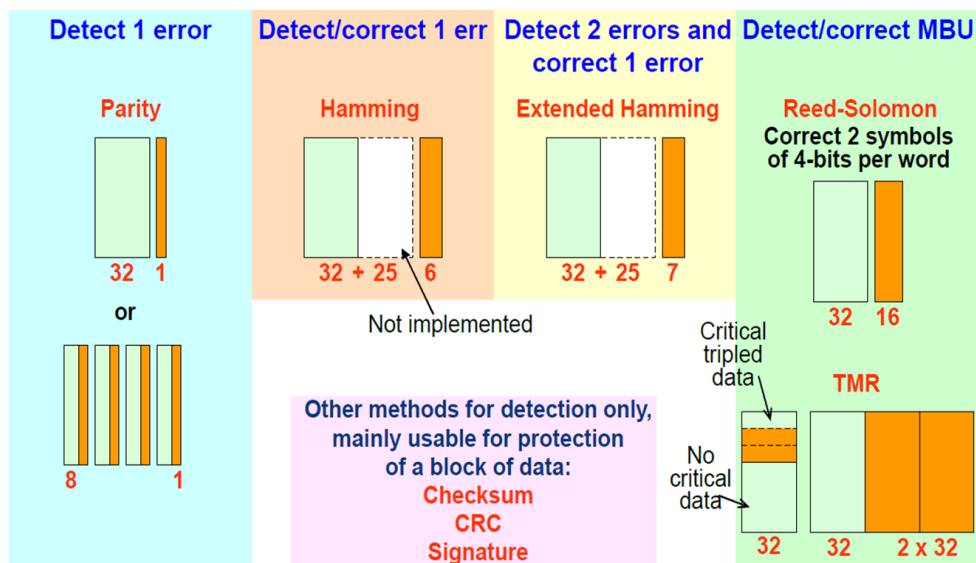 Detect 1 error
Parity
32 1
or
8 1
Detect/correct 1 err
Hamming
32 + 25 6
Not implemented
Detect 2 errors and
correct 1 error
Extended Hamming
32 + 25 7
Other methods for detection only,
mainly usable for protection
of a block of data:
Checksum
CRC
Signature
Detect/correct MBU
Reed-Solomon
Correct 2 symbols
of 4-bits per word
32 16
Critical
tripled
data
TMR
No
critical
data
32 32 2 x 32